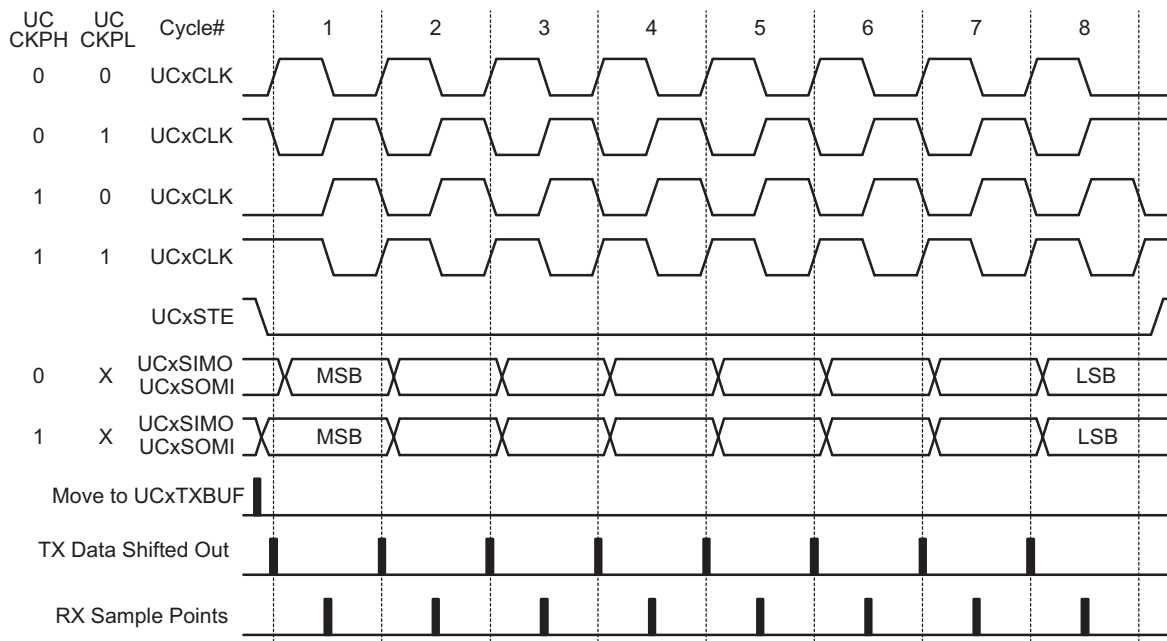 UC UC
CKPH CKPL Cycle# 1 2 3 4 5 6 7 8
0 0 UCxCLK
0 1 UCxCLK
1 0 UCxCLK
1 1 UCxCLK
UCxSTE
UCxSIMO
0 X MSB LSB
UCxSOMI
UCxSIMO
1 X MSB LSB
UCxSOMI
Move to UCxTXBUF
TX Data Shifted Out
RX Sample Points